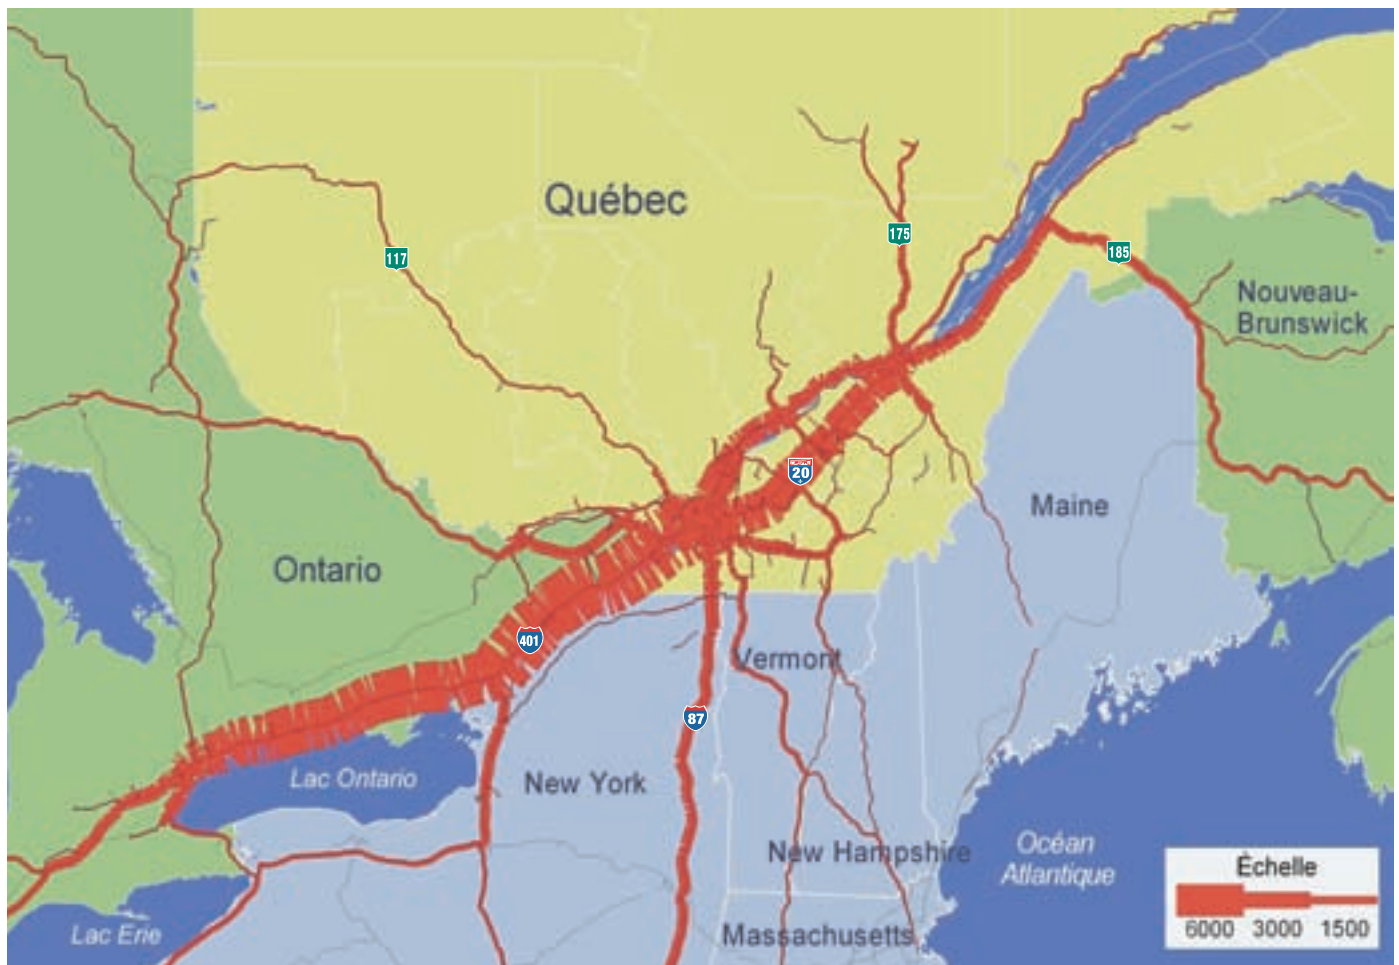 Québec
175
117
185
Nouveau-
Brunswick
20
Maine
Ontario
401
Vermont
87
Lac Ontario
New York
New Hampshire
Océan
Atlantique
Échelle
6000 3000 1500
Lac Erie
Massachusetts